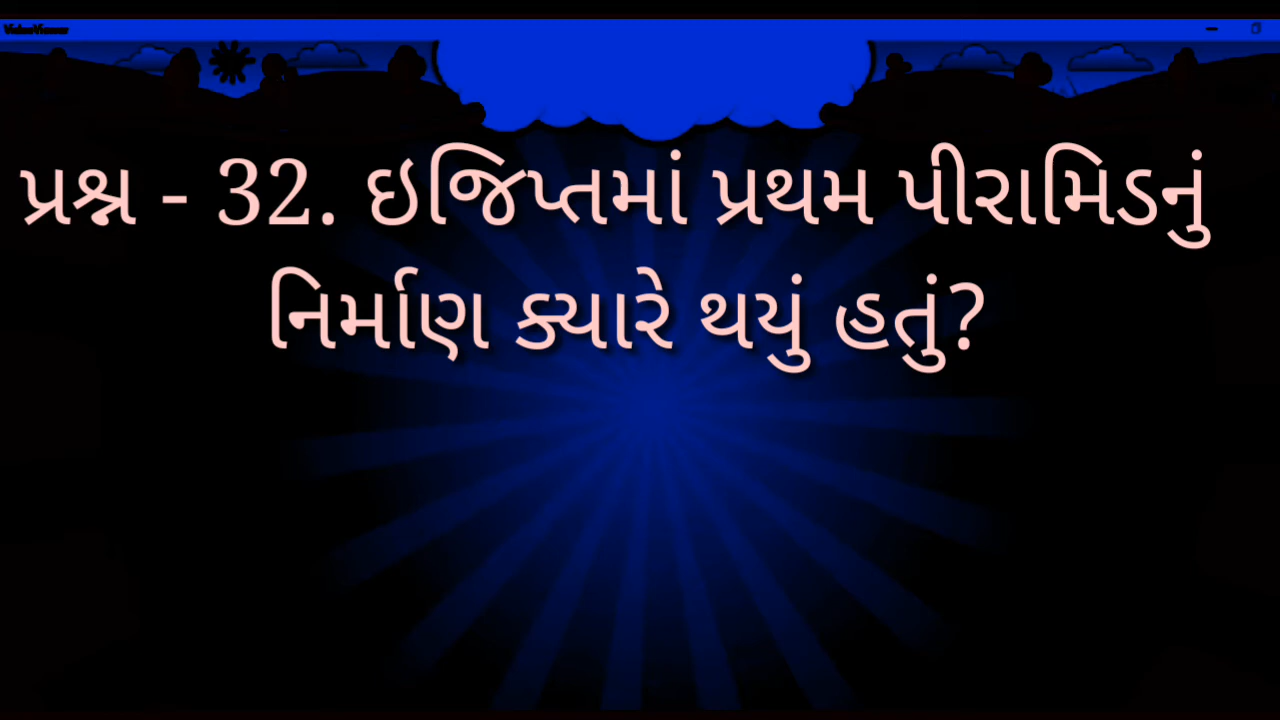 પ્રશ્ન - 32. ઇજિપ્તમાં પ્રથમ પીરામિડનું
નિર્માણ ક્યારે થયું હતું?